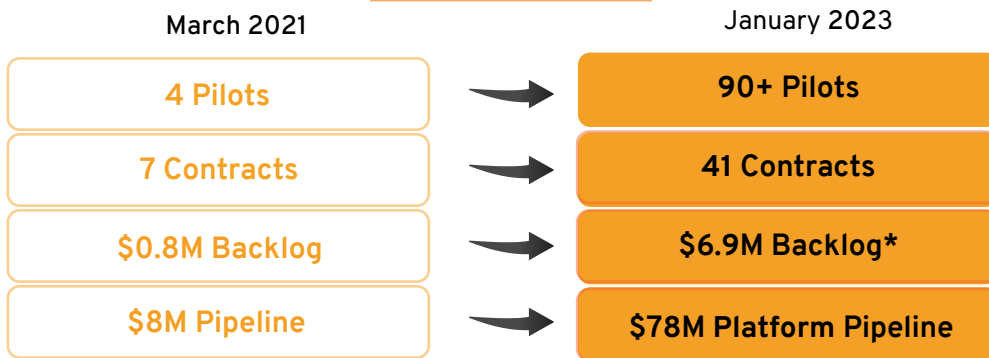 March 2021
January 2023
4 Pilots
90+ Pilots
7 Contracts
41 Contracts
$0.8M Backlog
$6.9M Backlog*
$8M Pipeline
$78M Platform Pipeline